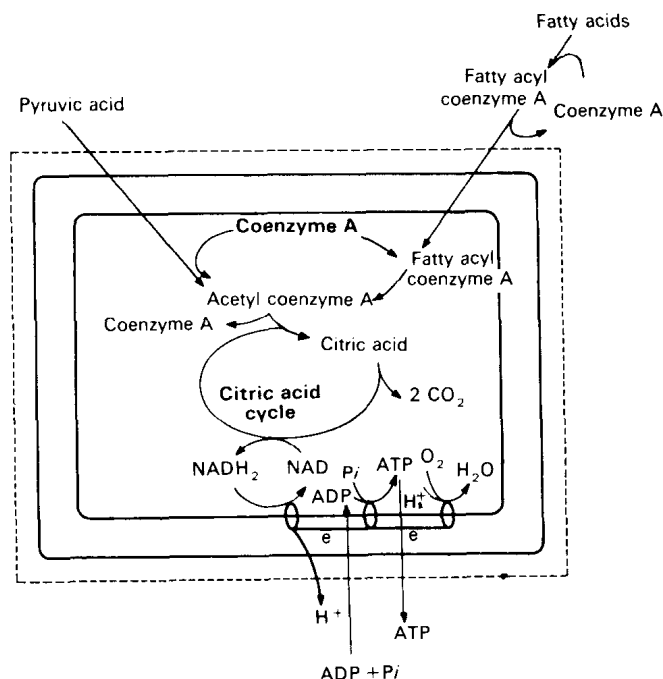 Fatty acids
Fatty acyl
coenzyme A
Coenzyme A
Pyruvic acid
Coenzyme A
Fatty acyl
coenzyme A
Acetyl coenzyme A
Coenzyme A
Citric acid
Citric acid
cycle
2 CO₂
NADH₂
NAD
Pi
ATP
O₂
H₂O
ADP
H⁺
e
e
H⁺
ATP
ADP + Pi